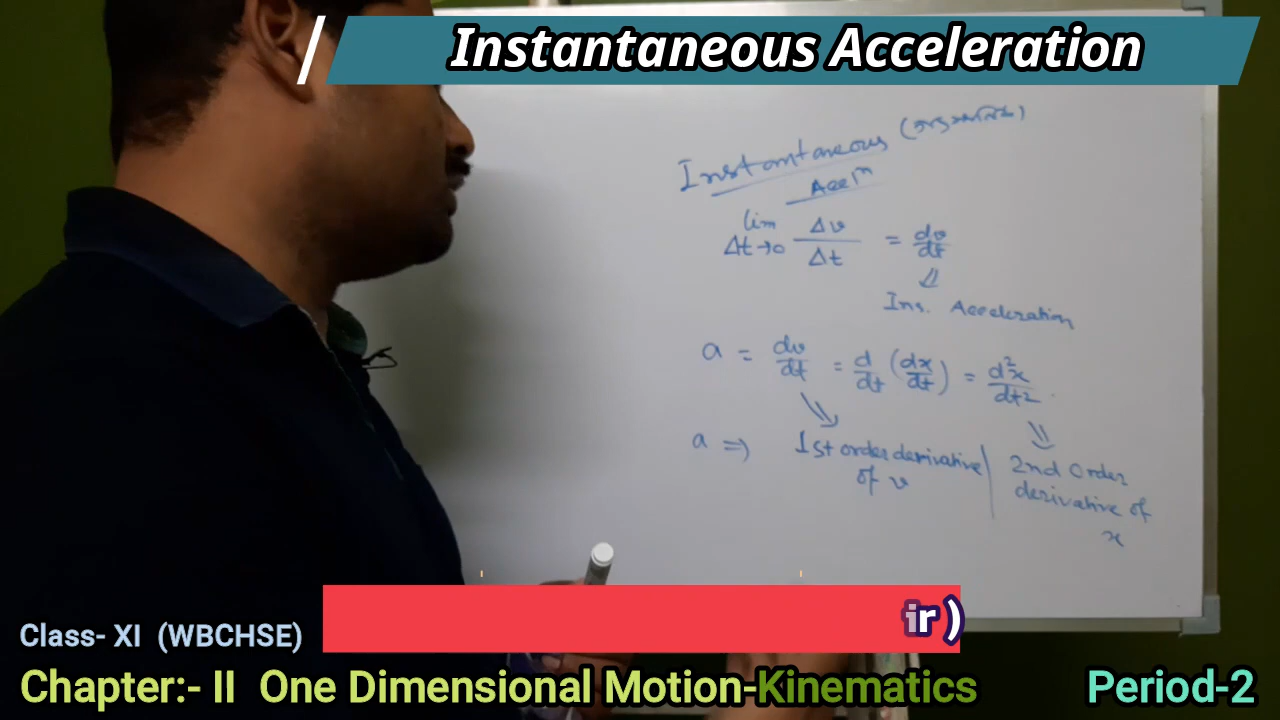 Instantaneous Acceleration
Instantaneous
Accⁿ
lim Δt→0 Δv/Δt = dv/dt
⇓
Ins. Acceleration
a = dv/dt = d/dt (dx/dt) = d²x/dt²
a ⇒ 1st order derivative of v | 2nd Order derivative of x
ir)
Class- XI (WBCHSE)
Chapter:- II One Dimensional Motion-Kinematics
Period-2